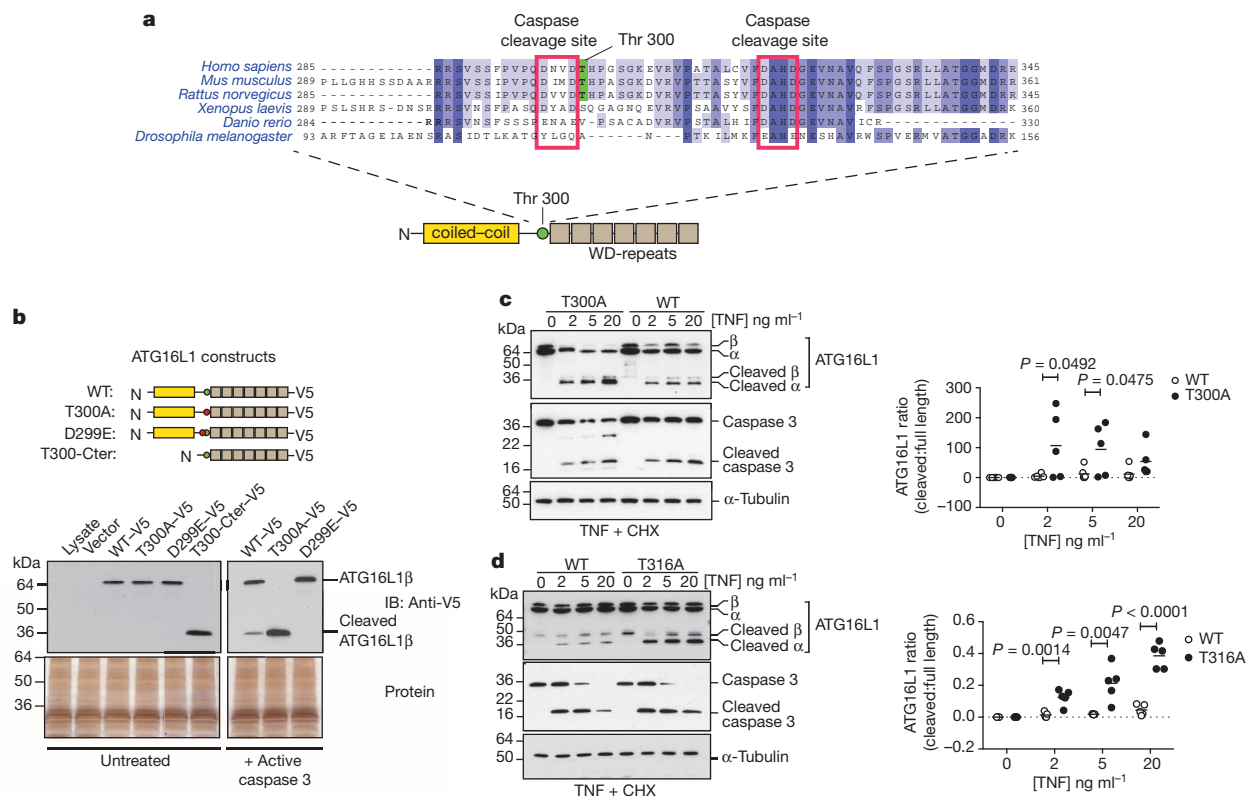 a
Caspase cleavage site
Thr 300
Caspase cleavage site
Homo sapiens 285 ----------RRSVSSFPVPQDNVDTHPGSGKEVRVPATALCVFDAHDGEVNAVQFSPGSRLLATGGMDRR 345
Mus musculus 289 PLLGHHSSDAARRRSVSSIPVPQDIMDTHPASGKDVRVPTTASYVFDAHDGEVNAVQFSPGSRLLATGGMDRR 361
Rattus norvegicus 285 ----------RRSVSSIPVPQDVVDTHPASGKDVRVPTTASYVFDAHDGEVNAVQFSPGSRLLATGGMDRR 345
Xenopus laevis 289 PSLSHRS-DNSRRRSVNSFPASQDYADSQGAGNQEVRVPSAAVYSFDAHDGEVNAVRFSPGSRLLATGGMDRK 360
Danio rerio 284 -----------RRRSVNSFPSSPENAEV-PSACADVRVPSTALHIFDAHDGEVNAVICR-------------- 330
Drosophila melanogaster 93 ARFTAGEIAENSRASIDTLKATGYLGQA----N---PTKILMKFEAHENESHAVRWSPVERMVATGGADRK 156
Thr 300
N
coiled–coil
WD-repeats
b
ATG16L1 constructs
WT: N V5
T300A: N V5
D299E: N V5
T300-Cter: N V5
Lysate
Vector
WT–V5
T300A–V5
D299E–V5
T300-Cter–V5
WT–V5
T300A–V5
D299E–V5
kDa
64
50
36
ATG16L1β
IB: Anti-V5
Cleaved
ATG16L1β
64
50
36
Protein
Untreated
+ Active
caspase 3
c
T300A WT
0 2 5 20 0 2 5 20 [TNF] ng ml⁻¹
kDa
64
50
36
β
α
ATG16L1
Cleaved β
Cleaved α
36
22
16
Caspase 3
Cleaved
caspase 3
64
50
α-Tubulin
TNF + CHX
P = 0.0492
P = 0.0475
WT
T300A
ATG16L1 ratio
(cleaved:full length)
300
200
100
0
–100
0 2 5 20
[TNF] ng ml⁻¹
d
WT T316A
0 2 5 20 0 2 5 20 [TNF] ng ml⁻¹
kDa
64
50
36
β
α
ATG16L1
Cleaved β
Cleaved α
36
22
16
Caspase 3
Cleaved
caspase 3
64
50
α-Tubulin
TNF + CHX
P < 0.0001
P = 0.0047
P = 0.0014
WT
T316A
ATG16L1 ratio
(cleaved:full length)
0.6
0.4
0.2
0.0
–0.2
0 2 5 20
[TNF] ng ml⁻¹